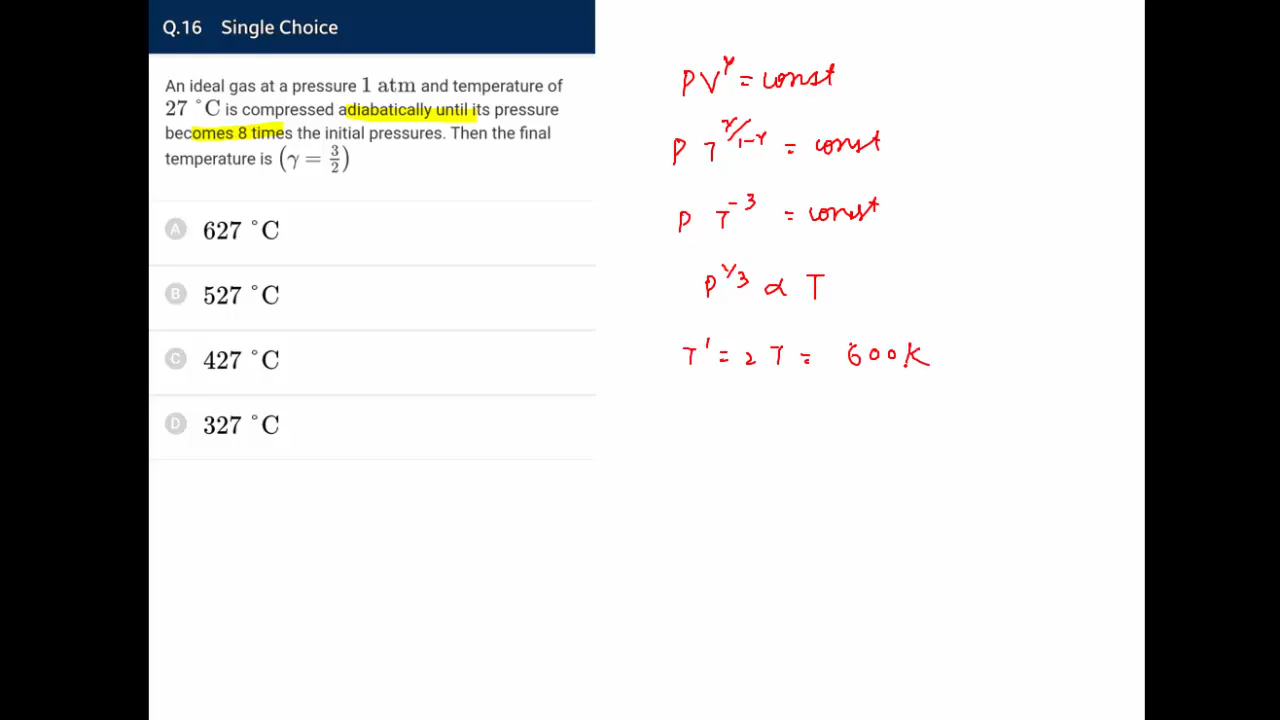 Q.16 Single Choice
An ideal gas at a pressure 1 atm and temperature of
27 °C is compressed adiabatically until its pressure
becomes 8 times the initial pressures. Then the final
temperature is (γ = 3/2)
A 627 °C
B 527 °C
C 427 °C
D 327 °C
PV^γ = const
P T^γ/1-γ = const
P T^-3 = const
P^1/3 ∝ T
T' = 2T = 600K